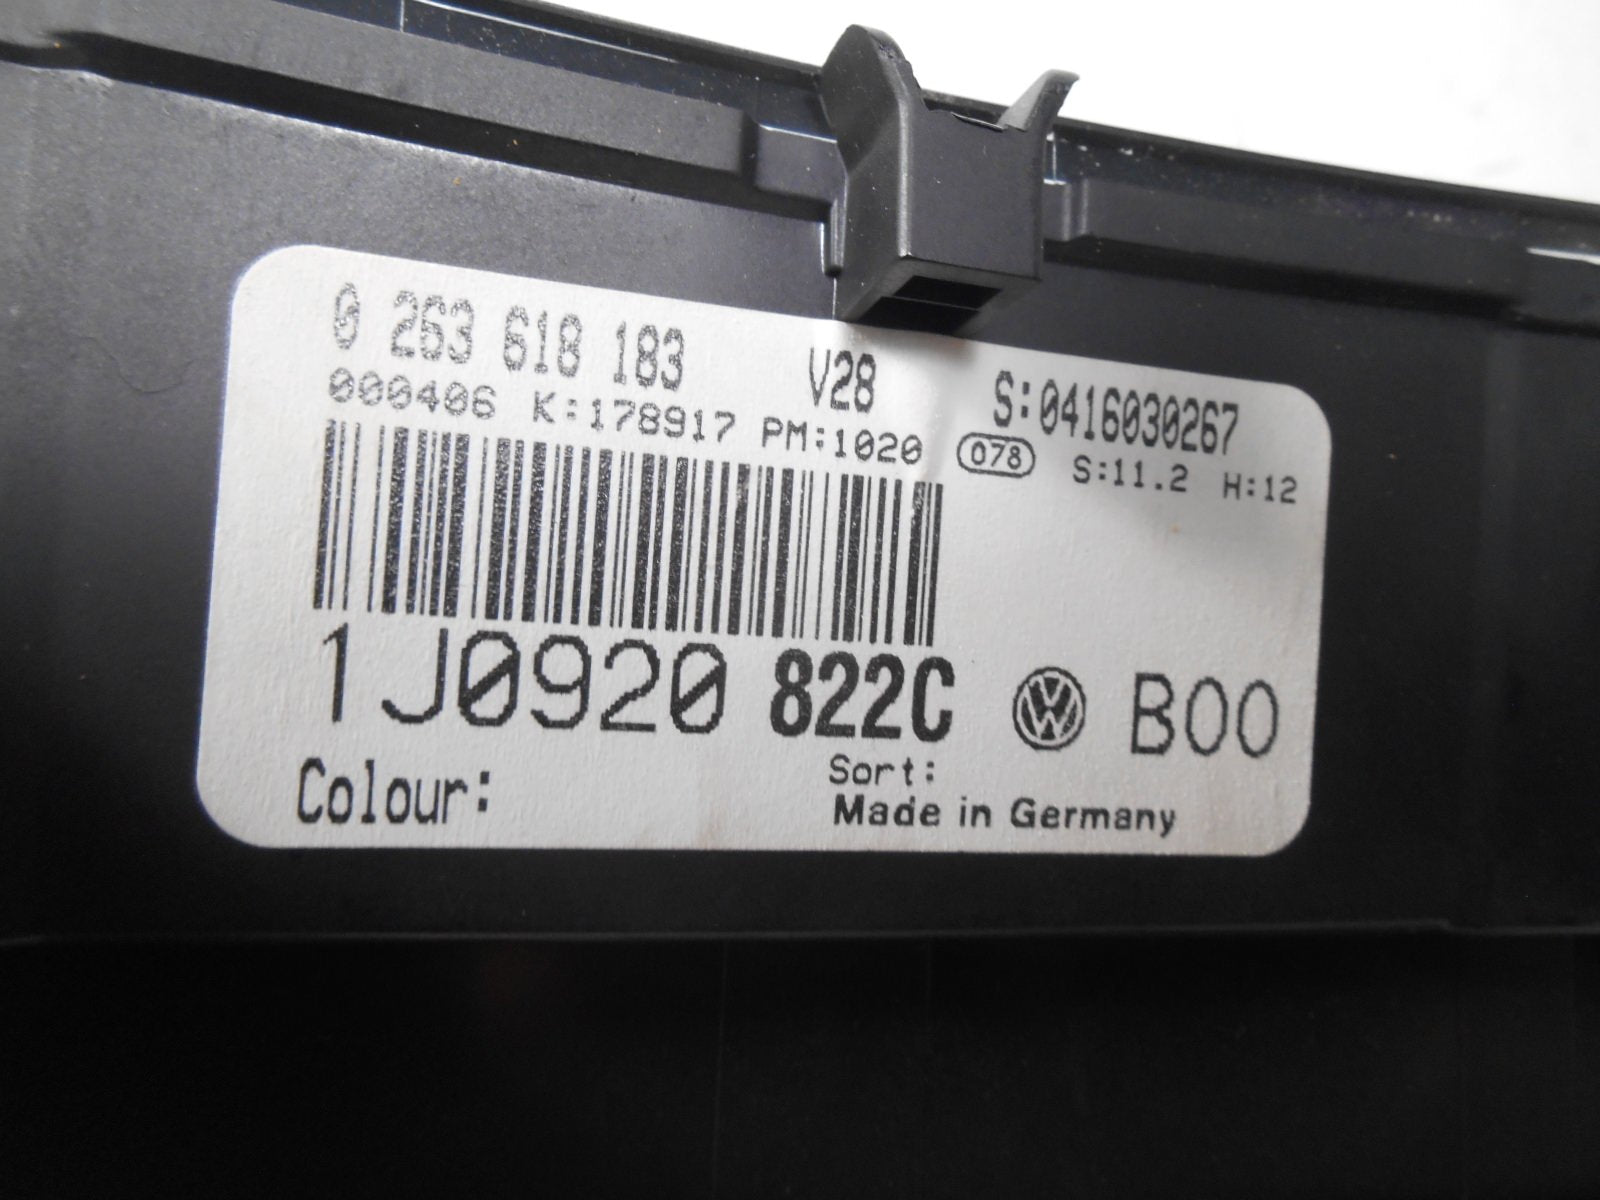 0 263 618 183 V28 S:0416030267
000406 K:178917 PM:1020 078 S:11.2 H:12
1J0920 822C VW B00
Colour: Sort:
Made in Germany